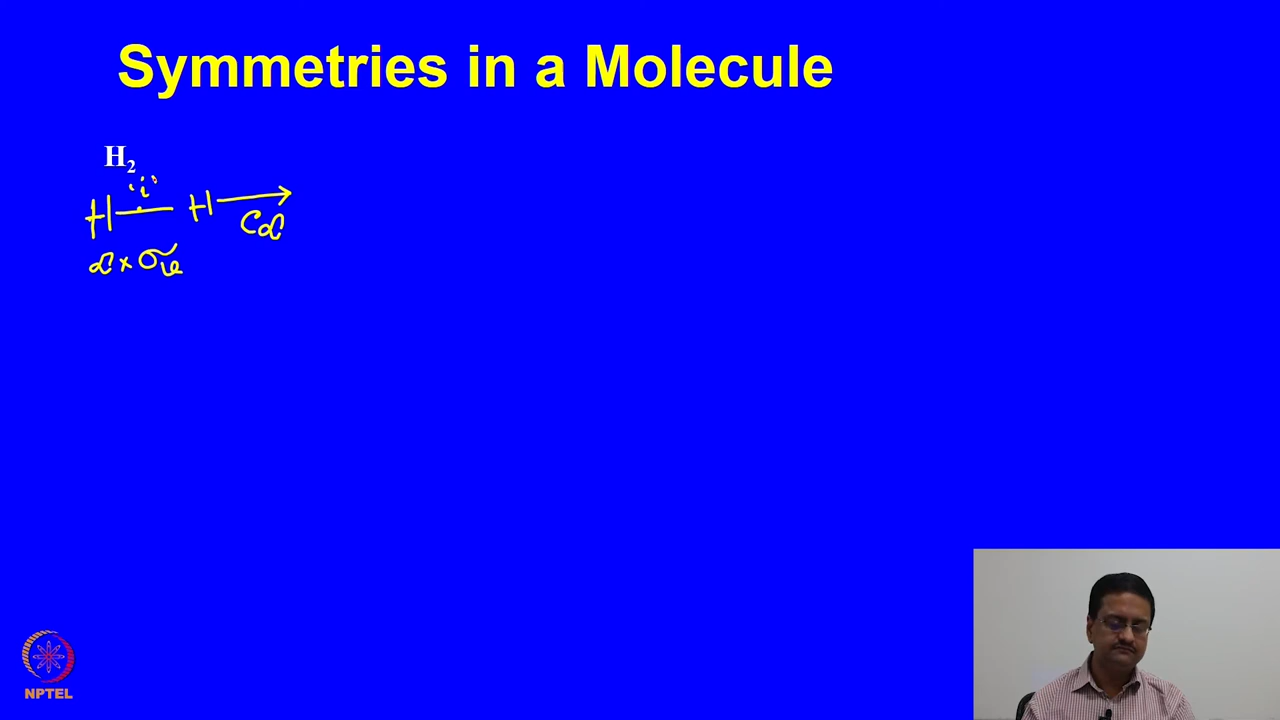 Symmetries in a Molecule
H₂
"i"
H — H → C∝
∝ × σv
NPTEL